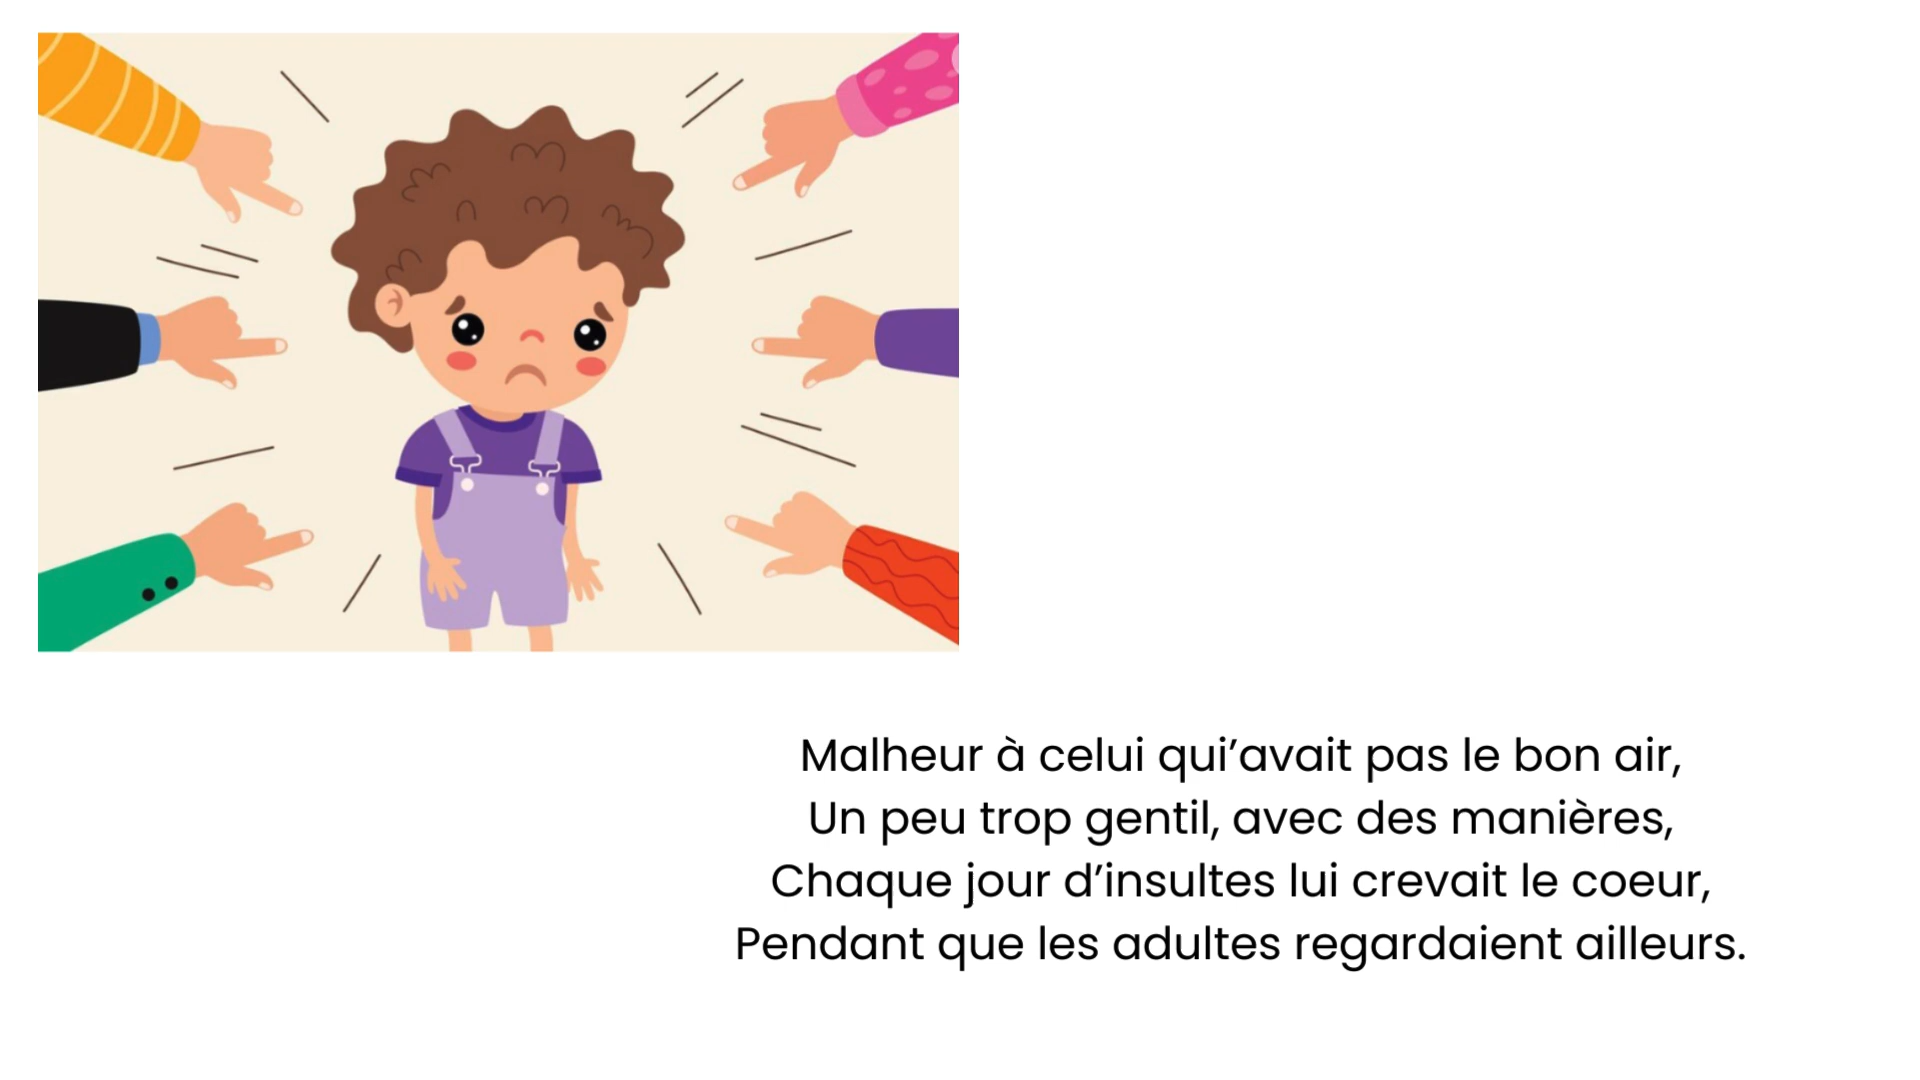 Malheur à celui qui’avait pas le bon air,
Un peu trop gentil, avec des manières,
Chaque jour d’insultes lui crevait le coeur,
Pendant que les adultes regardaient ailleurs.